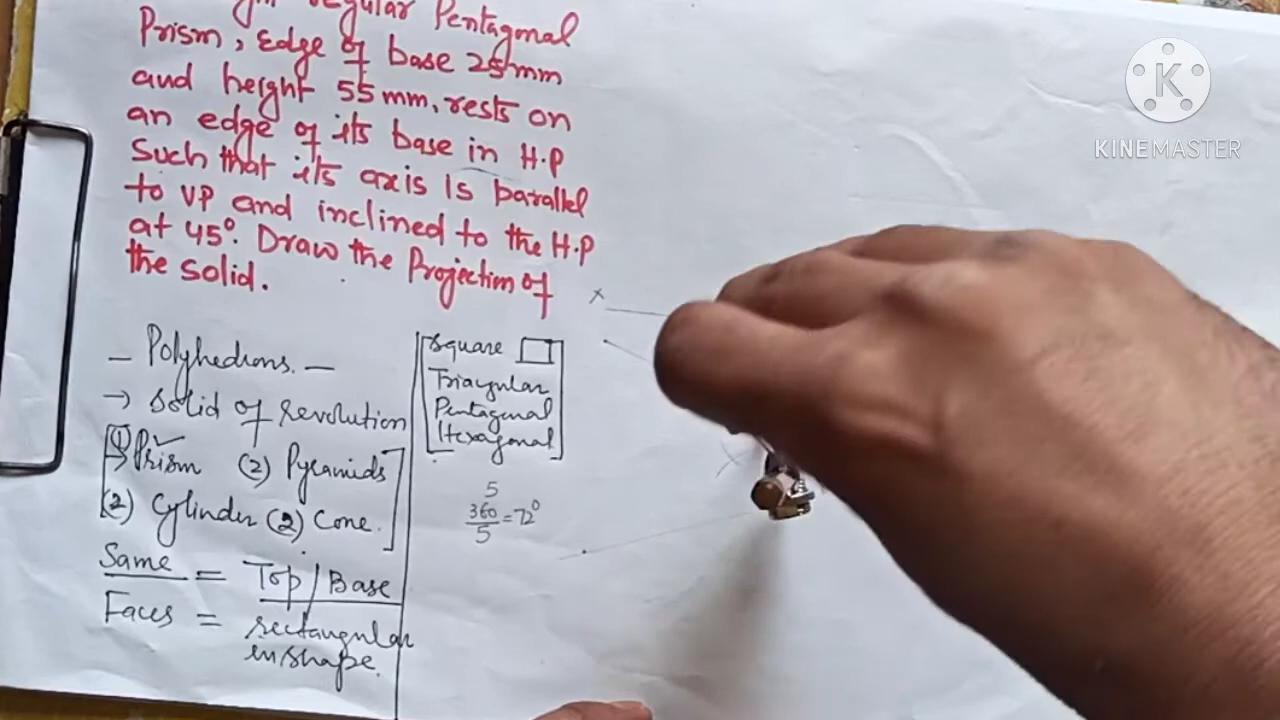 regular Pentagonal
Prism, Edge of base 25mm
and height 55mm, rests on
an edge of its base in H.P
Such that its axis is parallel
to VP and inclined to the H.P
at 45°. Draw the Projection of
the solid.
- Polyhedrons. -
→ Solid of revolution
(1) Prism (2) Pyramids
(2) Cylinder (2) Cone.
Same = Top / Base
Faces = rectangular
in shape.
Square
Triangular
Pentagonal
Hexagonal
5
360/5 = 72°
x
K
KINEMASTER